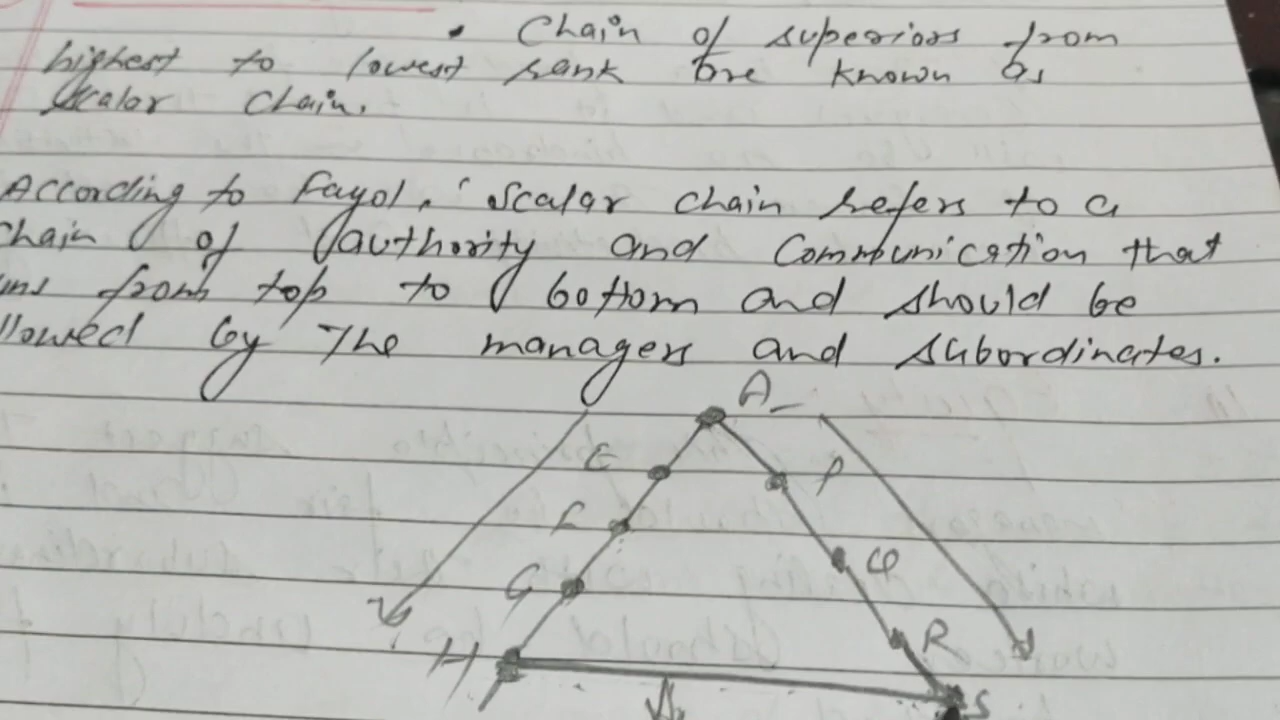 • Chain of superiors from
highest to lowest rank are known as
Scalar Chain.
According to Fayol, 'Scalar chain refers to a
chain of authority and Communication that
ns from top to bottom and should be
llowed by The managers and subordinates.
A
E P
F
Q
G
R
H
S